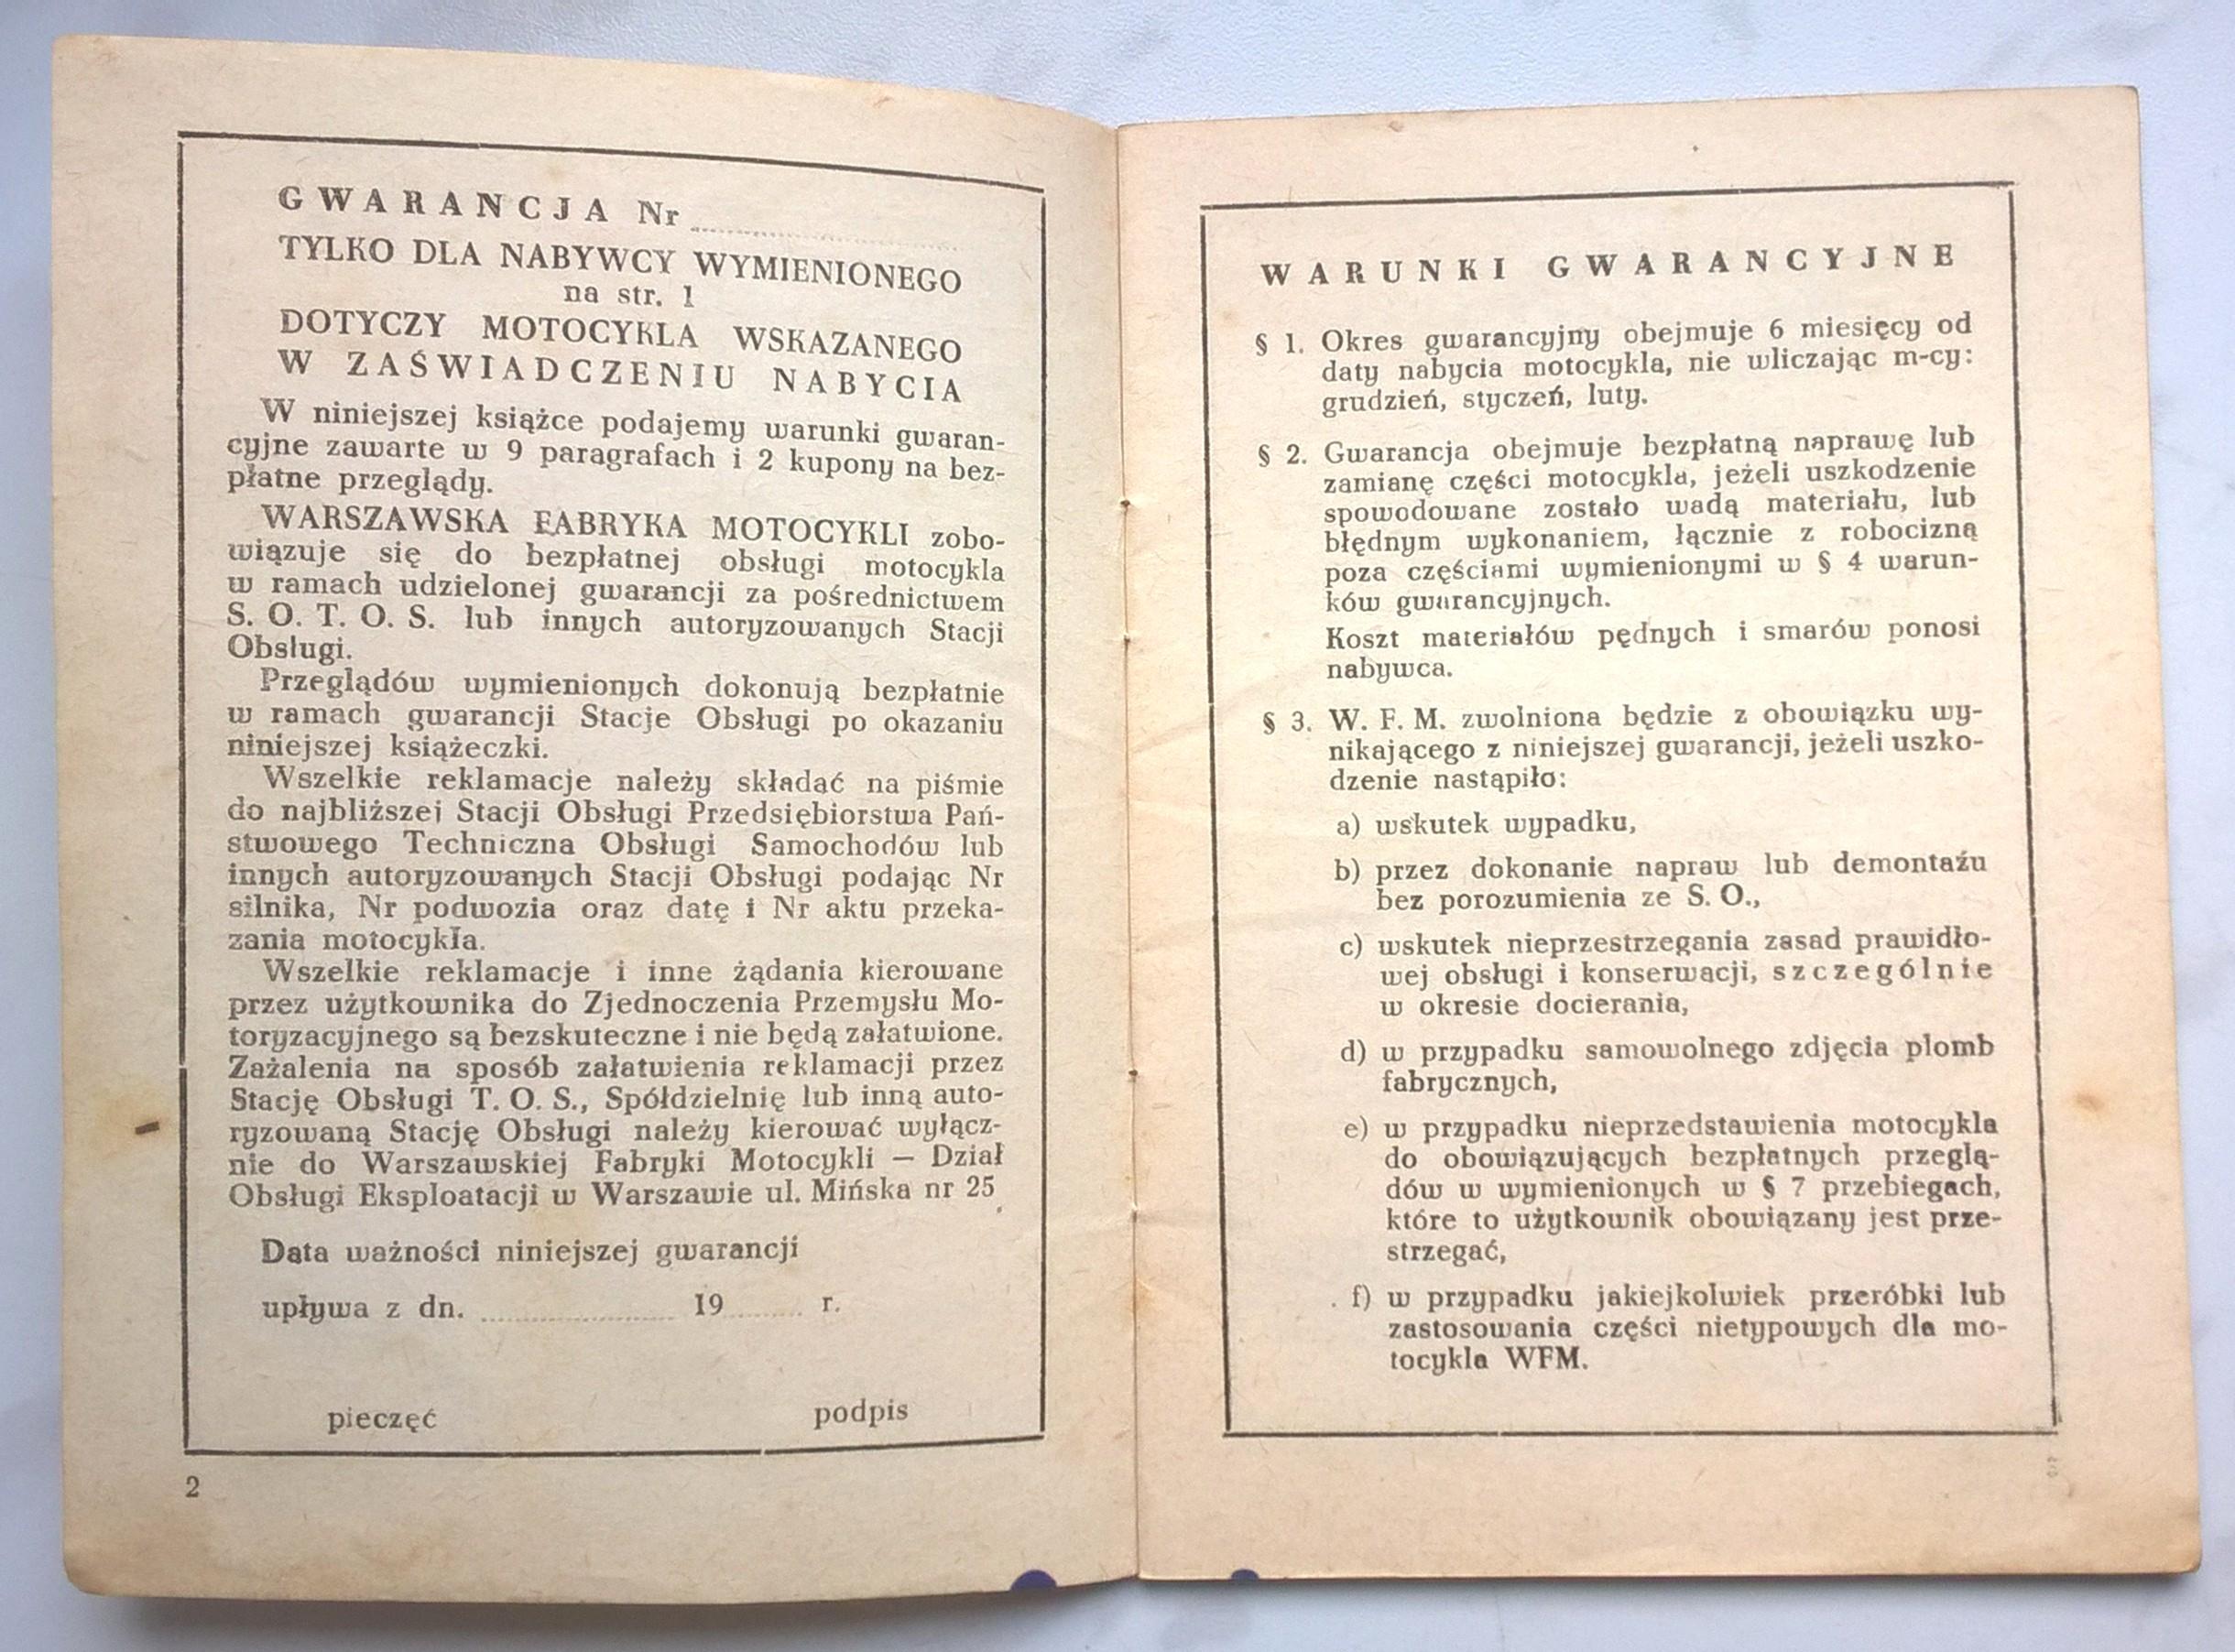 GWARANCJA Nr
TYLKO DLA NABYWCY WYMIENIONEGO
na str. 1
DOTYCZY MOTOCYKLA WSKAZANEGO
W ZAŚWIADCZENIU NABYCIA
W niniejszej książce podajemy warunki gwaran-
cyjne zawarte w 9 paragrafach i 2 kupony na bez-
płatne przeglądy.
WARSZAWSKA FABRYKA MOTOCYKLI zobo-
wiązuje się do bezpłatnej obsługi motocykla
w ramach udzielonej gwarancji za pośrednictwem
S. O. T. O. S. lub innych autoryzowanych Stacji
Obsługi.
Przeglądów wymienionych dokonują bezpłatnie
w ramach gwarancji Stacje Obsługi po okazaniu
niniejszej książeczki.
Wszelkie reklamacje należy składać na piśmie
do najbliższej Stacji Obsługi Przedsiębiorstwa Pań-
stwowego Techniczna Obsługi Samochodów lub
innych autoryzowanych Stacji Obsługi podając Nr
silnika, Nr podwozia oraz datę i Nr aktu przeka-
zania motocykla.
Wszelkie reklamacje i inne żądania kierowane
przez użytkownika do Zjednoczenia Przemysłu Mo-
toryzacyjnego są bezskuteczne i nie będą załatwione.
Zażalenia na sposób załatwienia reklamacji przez
Stację Obsługi T. O. S., Spółdzielnię lub inną auto-
ryzowaną Stację Obsługi należy kierować wyłącz-
nie do Warszawskiej Fabryki Motocykli — Dział
Obsługi Eksploatacji w Warszawie ul. Mińska nr 25.
Data ważności niniejszej gwarancji
upływa z dn. 19 r.
pieczęć podpis
2
WARUNKI GWARANCYJNE
§ 1. Okres gwarancyjny obejmuje 6 miesięcy od
daty nabycia motocykla, nie wliczając m-cy:
grudzień, styczeń, luty.
§ 2. Gwarancja obejmuje bezpłatną naprawę lub
zamianę części motocykla, jeżeli uszkodzenie
spowodowane zostało wadą materiału, lub
błędnym wykonaniem, łącznie z robocizną
poza częściami wymienionymi w § 4 warun-
ków gwarancyjnych.
Koszt materiałów pędnych i smarów ponosi
nabywca.
§ 3. W. F. M. zwolniona będzie z obowiązku wy-
nikającego z niniejszej gwarancji, jeżeli uszko-
dzenie nastąpiło:
a) wskutek wypadku,
b) przez dokonanie napraw lub demontażu
bez porozumienia ze S. O.,
c) wskutek nieprzestrzegania zasad prawidło-
wej obsługi i konserwacji, szczególnie
w okresie docierania,
d) w przypadku samowolnego zdjęcia plomb
fabrycznych,
e) w przypadku nieprzedstawienia motocykla
do obowiązujących bezpłatnych przeglą-
dów w wymienionych w § 7 przebiegach,
które to użytkownik obowiązany jest prze-
strzegać,
f) w przypadku jakiejkolwiek przeróbki lub
zastosowania części nietypowych dla mo-
tocykla WFM.